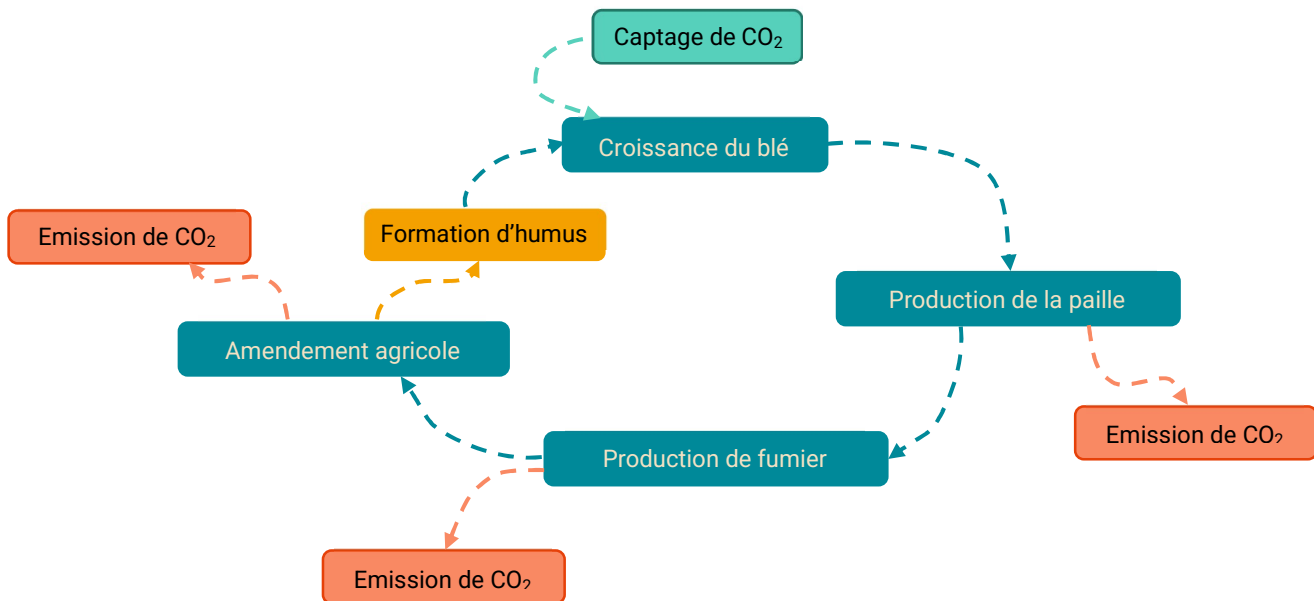 Captage de CO₂
Croissance du blé
Emission de CO₂
Formation d'humus
Production de la paille
Amendement agricole
Emission de CO₂
Production de fumier
Emission de CO₂